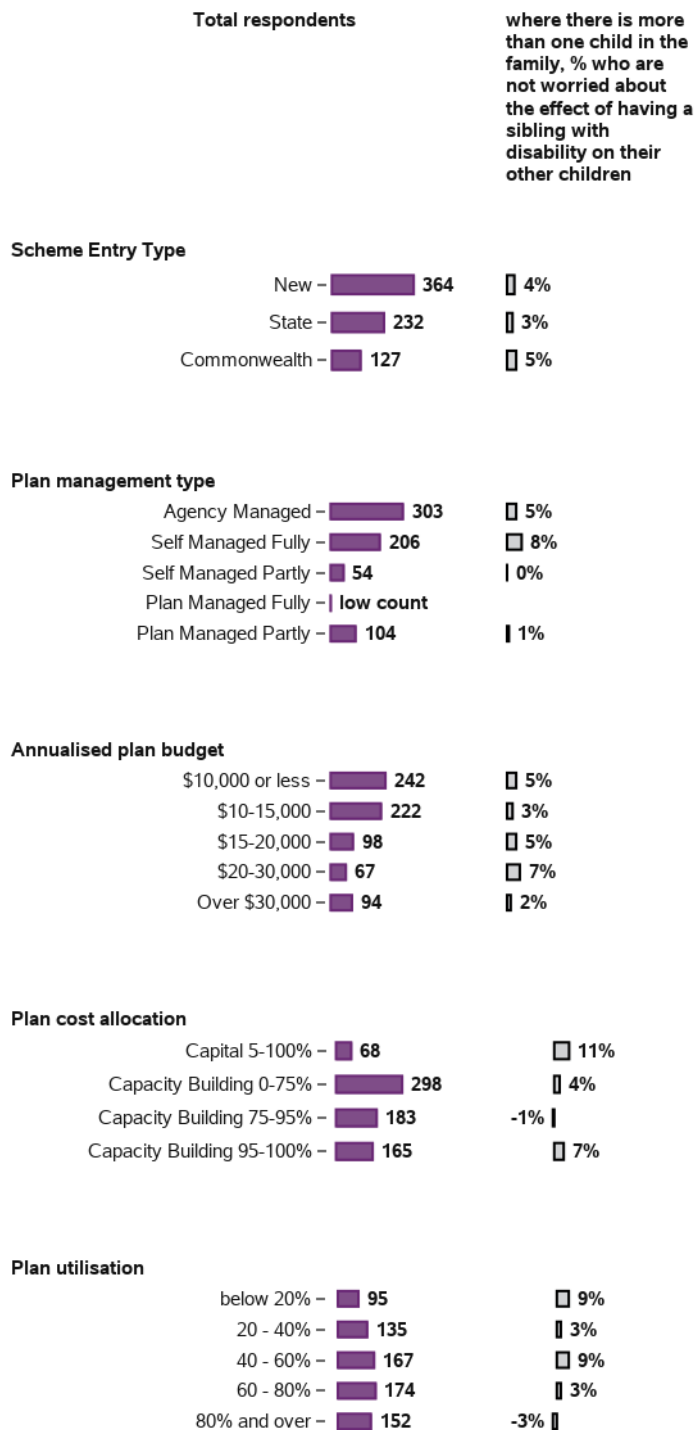 Total respondents
where there is more
than one child in the
family, % who are
not worried about
the effect of having a
sibling with
disability on their
other children
Scheme Entry Type
New 364 4%
State 232 3%
Commonwealth 127 5%
Plan management type
Agency Managed 303 5%
Self Managed Fully 206 8%
Self Managed Partly 54 0%
Plan Managed Fully low count
Plan Managed Partly 104 1%
Annualised plan budget
$10,000 or less 242 5%
$10-15,000 222 3%
$15-20,000 98 5%
$20-30,000 67 7%
Over $30,000 94 2%
Plan cost allocation
Capital 5-100% 68 11%
Capacity Building 0-75% 298 4%
Capacity Building 75-95% 183 -1%
Capacity Building 95-100% 165 7%
Plan utilisation
below 20% 95 9%
20 - 40% 135 3%
40 - 60% 167 9%
60 - 80% 174 3%
80% and over 152 -3%